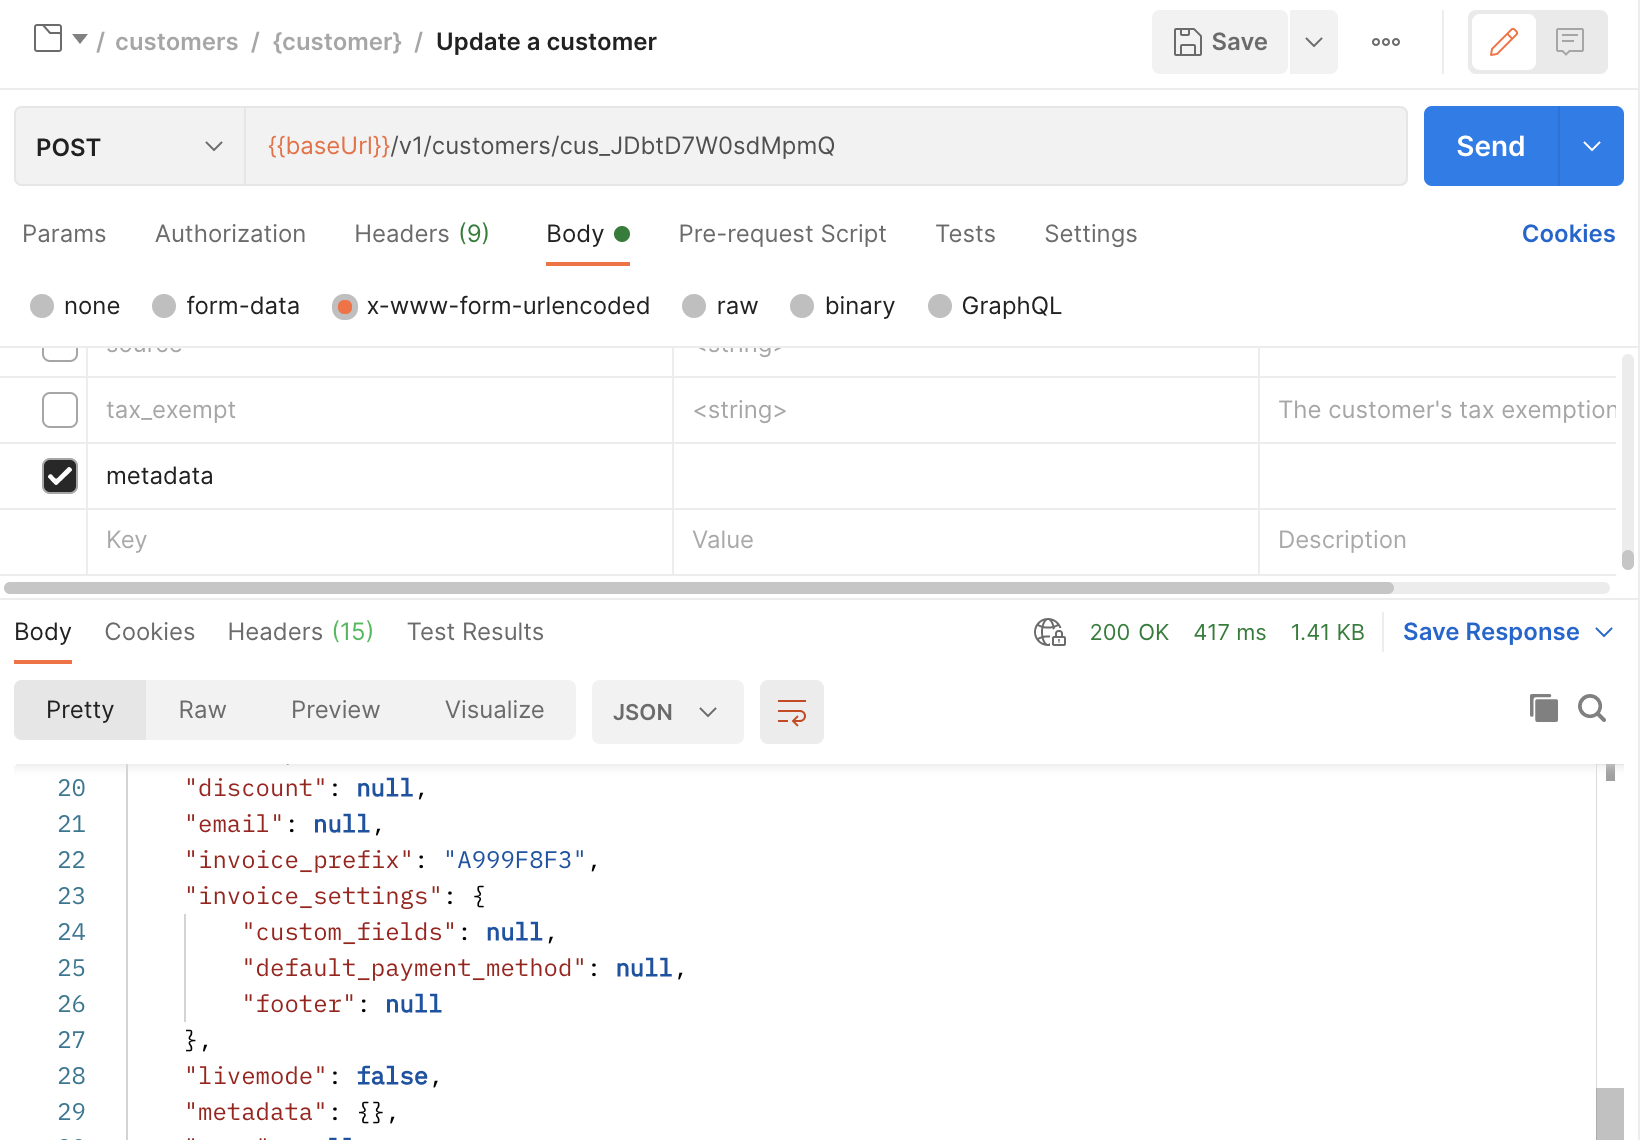 / customers / {customer} / Update a customer
Save
POST
{{baseUrl}}/v1/customers/cus_JDbtD7W0sdMpmQ
Send
Params Authorization Headers (9) Body Pre-request Script Tests Settings Cookies
none form-data x-www-form-urlencoded raw binary GraphQL
source <string>
tax_exempt <string> The customer's tax exemption
metadata
Key Value Description
Body Cookies Headers (15) Test Results 200 OK 417 ms 1.41 KB Save Response
Pretty Raw Preview Visualize JSON
20 "discount": null,
21 "email": null,
22 "invoice_prefix": "A999F8F3",
23 "invoice_settings": {
24 "custom_fields": null,
25 "default_payment_method": null,
26 "footer": null
27 },
28 "livemode": false,
29 "metadata": {},